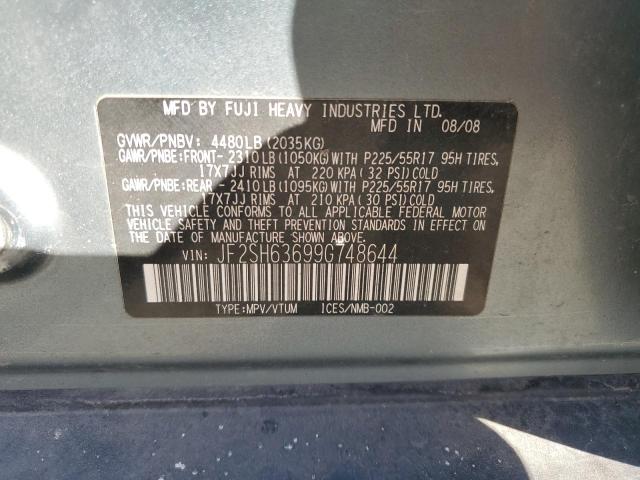 MFD BY FUJI HEAVY INDUSTRIES LTD.
MFD IN 08/08
GVWR/PNBV: 4480LB(2035KG)
GAWR/PNBE:FRONT- 2310LB(1050KG)WITH P225/55R17 95H TIRES,
17X7JJ RIMS AT 220 KPA (32 PSI)COLD
GAWR/PNBE:REAR - 2410LB(1095KG)WITH P225/55R17 95H TIRES,
17X7JJ RIMS AT 210 KPA (30 PSI)COLD
THIS VEHICLE CONFORMS TO ALL APPLICABLE FEDERAL MOTOR
VEHICLE SAFETY AND THEFT PREVENTION STANDARDS IN EFFECT ON
THE DATE OF MANUFACTURE SHOWN ABOVE.
VIN: JF2SH63699G748644
TYPE:MPV/VTUM ICES/NMB-002